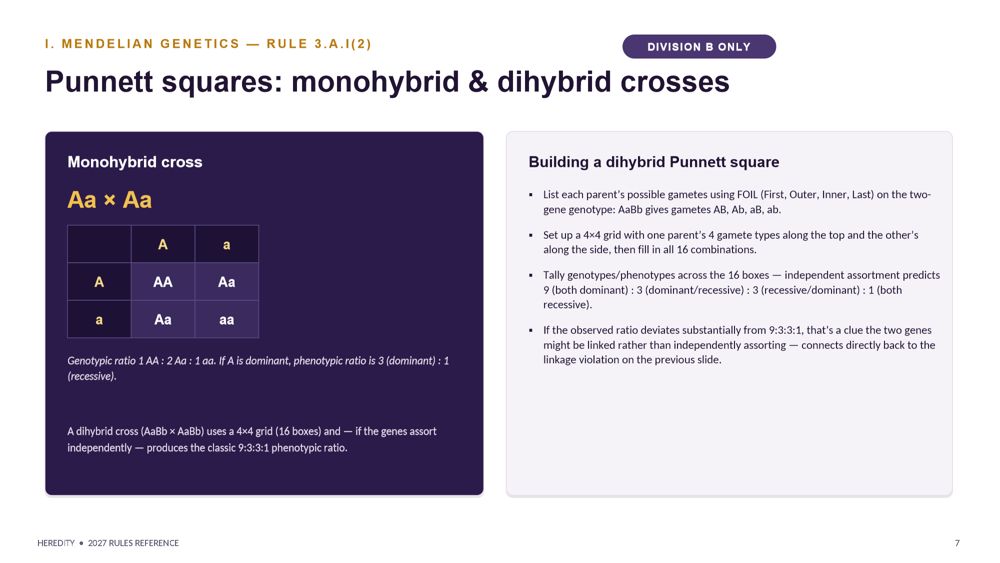 I. MENDELIAN GENETICS — RULE 3.A.I(2)
DIVISION B ONLY
Punnett squares: monohybrid & dihybrid crosses
Monohybrid cross
Aa × Aa
A a
A AA Aa
a Aa aa
Genotypic ratio 1 AA : 2 Aa : 1 aa. If A is dominant, phenotypic ratio is 3 (dominant) : 1
(recessive).
A dihybrid cross (AaBb × AaBb) uses a 4×4 grid (16 boxes) and — if the genes assort
independently — produces the classic 9:3:3:1 phenotypic ratio.
Building a dihybrid Punnett square
▪ List each parent's possible gametes using FOIL (First, Outer, Inner, Last) on the two-
gene genotype: AaBb gives gametes AB, Ab, aB, ab.
▪ Set up a 4×4 grid with one parent's 4 gamete types along the top and the other's
along the side, then fill in all 16 combinations.
▪ Tally genotypes/phenotypes across the 16 boxes — independent assortment predicts
9 (both dominant) : 3 (dominant/recessive) : 3 (recessive/dominant) : 1 (both
recessive).
▪ If the observed ratio deviates substantially from 9:3:3:1, that's a clue the two genes
might be linked rather than independently assorting — connects directly back to the
linkage violation on the previous slide.
HEREDITY • 2027 RULES REFERENCE
7